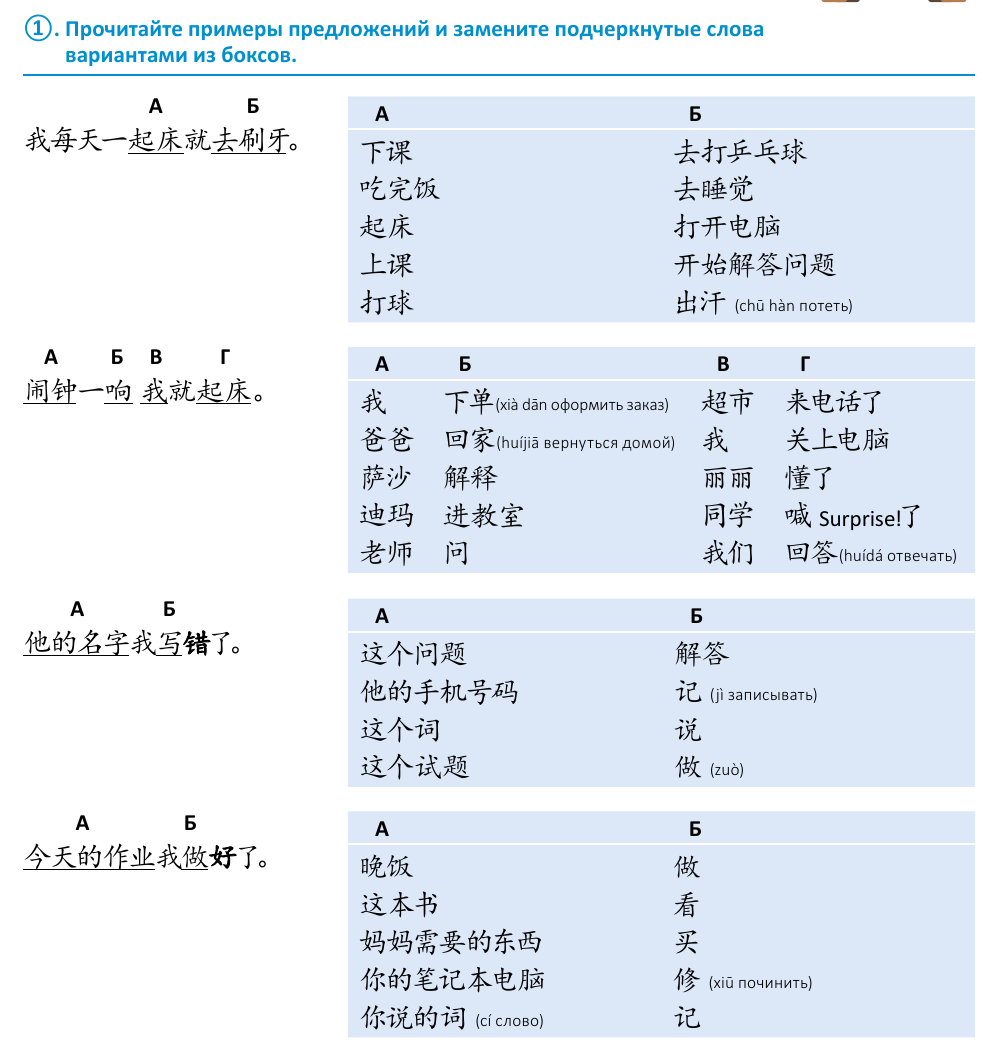 ①. Прочитайте примеры предложений и замените подчеркнутые слова
вариантами из боксов.
А Б
我每天一起床就去刷牙。
А Б
下课 去打乒乓球
吃完饭 去睡觉
起床 打开电脑
上课 开始解答问题
打球 出汗 (chū hàn потеть)
А Б В Г
闹钟一响 我就起床。
А Б В Г
我 下单(xià dān оформить заказ) 超市 来电话了
爸爸 回家(huíjiā вернуться домой) 我 关上电脑
萨沙 解释 丽丽 懂了
迪玛 进教室 同学 喊 Surprise!了
老师 问 我们 回答(huídá отвечать)
А Б
他的名字我写错了。
А Б
这个问题 解答
他的手机号码 记 (jì записывать)
这个词 说
这个试题 做 (zuò)
А Б
今天的作业我做好了。
А Б
晚饭 做
这本书 看
妈妈需要的东西 买
你的笔记本电脑 修 (xiū починить)
你说的词 (cí слово) 记